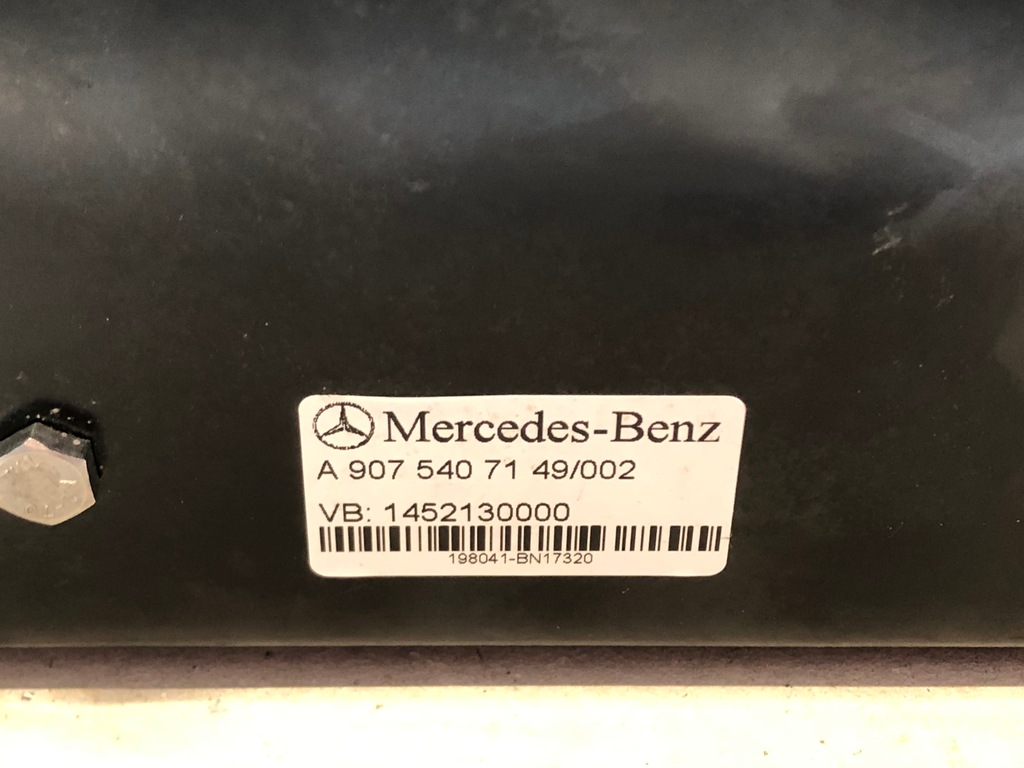 Mercedes-Benz
A 907 540 71 49/002
VB: 1452130000
198041-BN17320